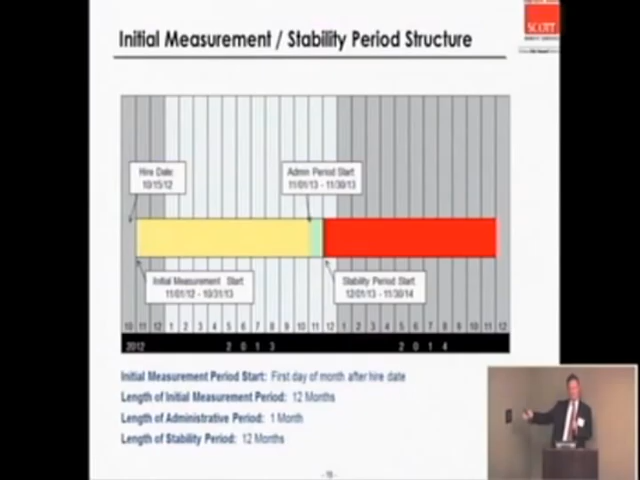 Initial Measurement / Stability Period Structure
SCOTT
Hire Date:
10/15/12
Admin Period Start:
11/01/13 - 11/30/13
Initial Measurement Start:
11/01/12 - 10/31/13
Stability Period Start:
12/01/13 - 11/30/14
10 11 12 1 2 3 4 5 6 7 8 9 10 11 12 1 2 3 4 5 6 7 8 9 10 11 12
2012 2 0 1 3 2 0 1 4
Initial Measurement Period Start: First day of month after hire date
Length of Initial Measurement Period: 12 Months
Length of Administrative Period: 1 Month
Length of Stability Period: 12 Months